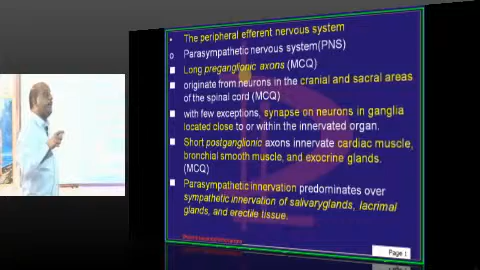 The peripheral efferent nervous system
Parasympathetic nervous system(PNS)
Long preganglionic axons (MCQ)
originate from neurons in the cranial and sacral areas
of the spinal cord (MCQ)
with few exceptions, synapse on neurons in ganglia
located close to or within the innervated organ.
Short postganglionic axons innervate cardiac muscle,
bronchial smooth muscle, and exocrine glands.
(MCQ)
Parasympathetic innervation predominates over
sympathetic innervation of salivaryglands, lacrimal
glands, and erectile tissue.
Page 1